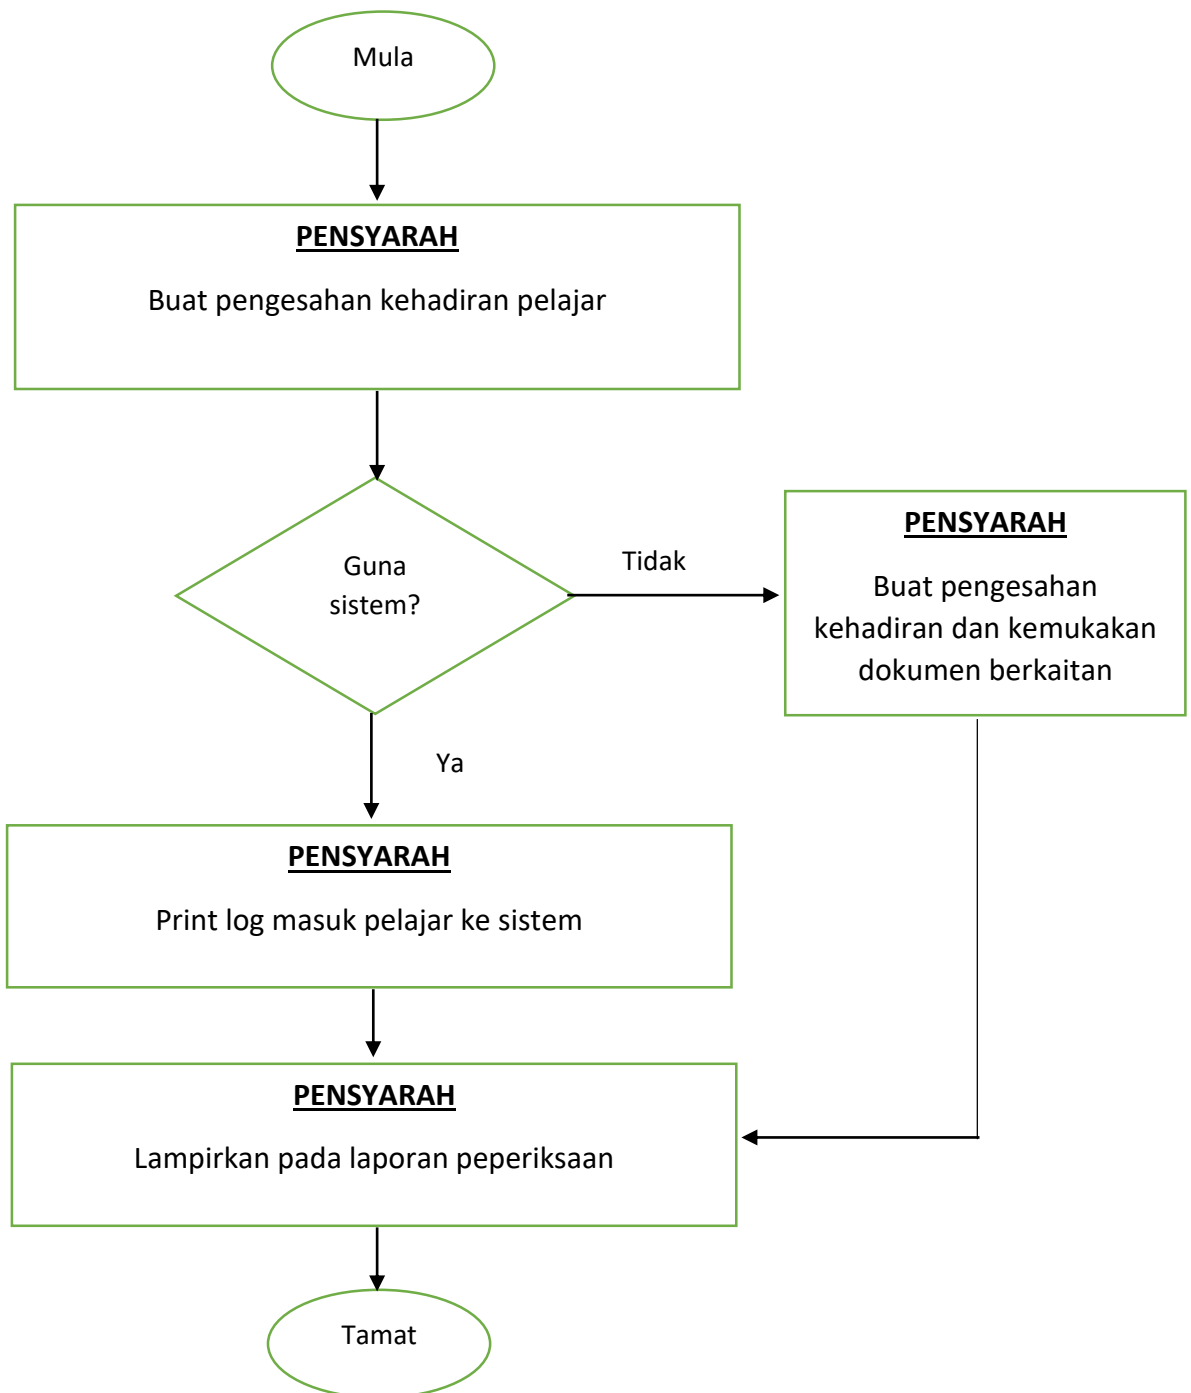 Mula
PENSYARAH
Buat pengesahan kehadiran pelajar
Guna
sistem?
Tidak
PENSYARAH
Buat pengesahan
kehadiran dan kemukakan
dokumen berkaitan
Ya
PENSYARAH
Print log masuk pelajar ke sistem
PENSYARAH
Lampirkan pada laporan peperiksaan
Tamat